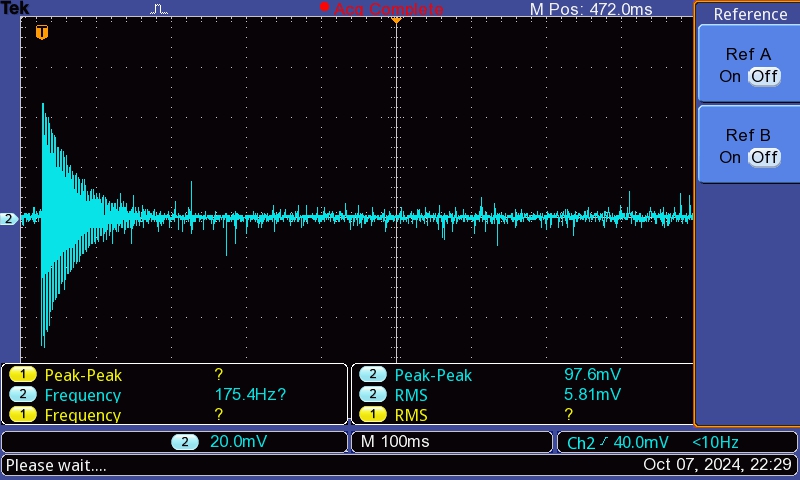 Tek Acq Complete M Pos: 472.0ms
Reference
T
Ref A
On Off
Ref B
On Off
2
1 Peak-Peak ? 2 Peak-Peak 97.6mV
2 Frequency 175.4Hz? 2 RMS 5.81mV
1 Frequency ? 1 RMS ?
2 20.0mV M 100ms Ch2 40.0mV <10Hz
Please wait.... Oct 07, 2024, 22:29